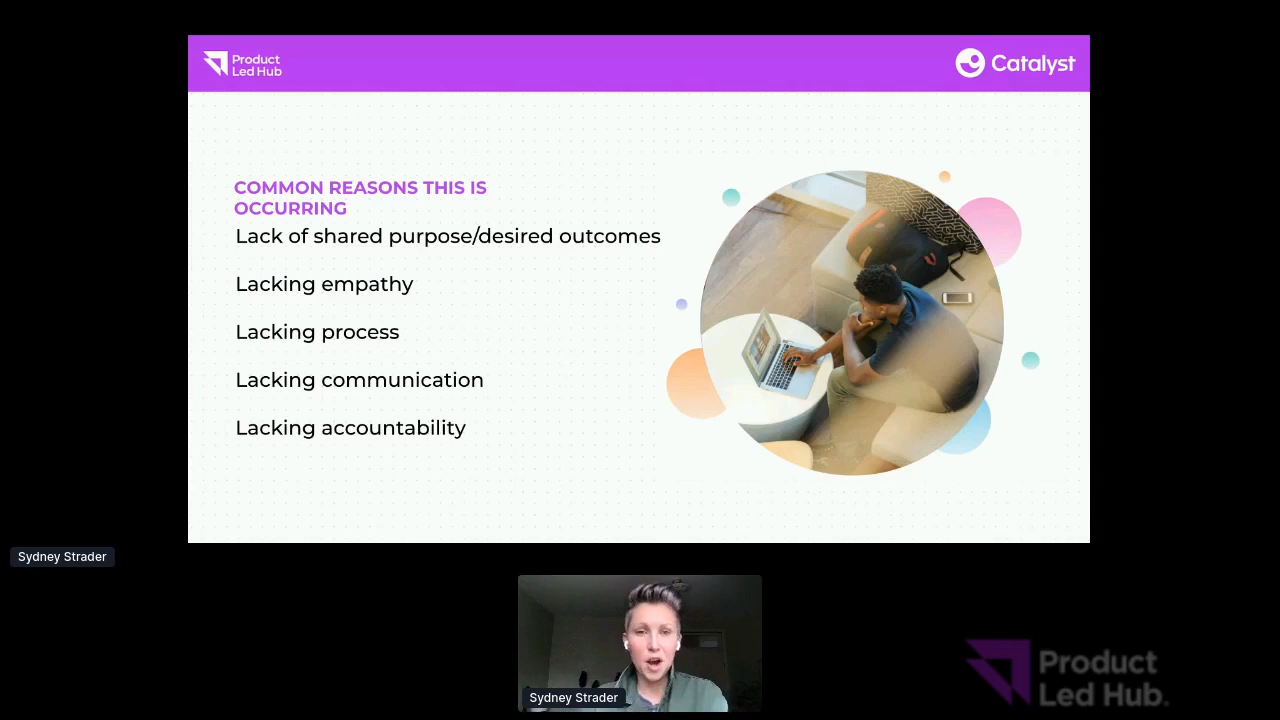 Product
Led Hub
Catalyst
COMMON REASONS THIS IS
OCCURRING
Lack of shared purpose/desired outcomes
Lacking empathy
Lacking process
Lacking communication
Lacking accountability
Sydney Strader
Sydney Strader
Product
Led Hub.